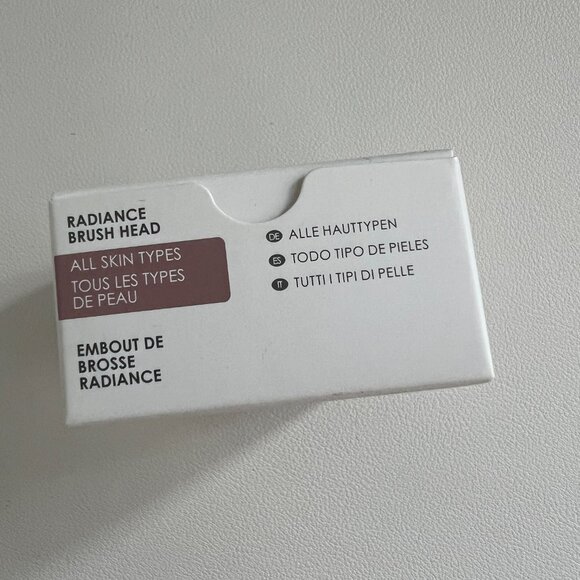 RADIANCE
BRUSH HEAD
ALL SKIN TYPES
TOUS LES TYPES
DE PEAU
EMBOUT DE
BROSSE
RADIANCE
DE ALLE HAUTTYPEN
ES TODO TIPO DE PIELES
IT TUTTI I TIPI DI PELLE